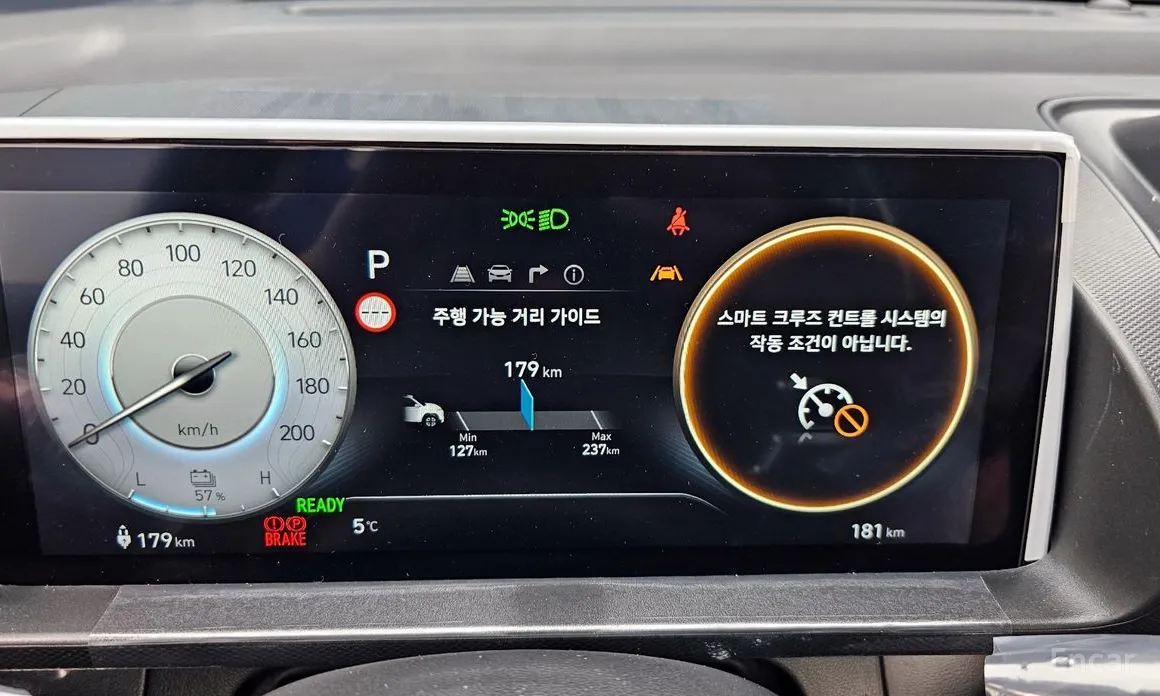 0
20
40
60
80
100
120
140
160
180
200
km/h
L
H
57 %
179 km
READY
BRAKE
P
P
---
주행 가능 거리 가이드
179 km
Min
127km
Max
237km
5℃
스마트 크루즈 컨트롤 시스템의
작동 조건이 아닙니다.
181 km
Encar